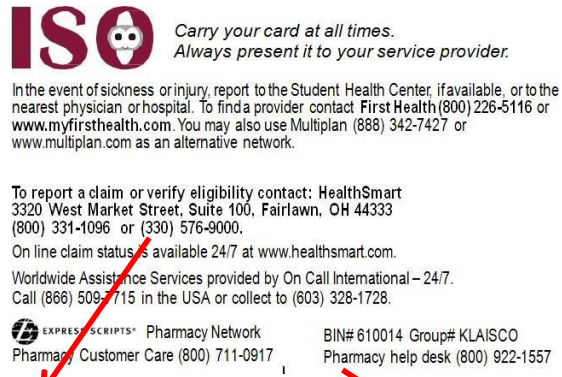 ISO
Carry your card at all times.
Always present it to your service provider.
In the event of sickness or injury, report to the Student Health Center, if available, or to the
nearest physician or hospital. To find a provider contact First Health (800) 226-5116 or
www.myfirsthealth.com. You may also use Multiplan (888) 342-7427 or
www.multiplan.com as an alternative network.
To report a claim or verify eligibility contact: HealthSmart
3320 West Market Street, Suite 100, Fairlawn, OH 44333
(800) 331-1096 or (330) 576-9000.
On line claim status is available 24/7 at www.healthsmart.com.
Worldwide Assistance Services provided by On Call International – 24/7.
Call (866) 509-7715 in the USA or collect to (603) 328-1728.
EXPRESS SCRIPTS® Pharmacy Network
Pharmacy Customer Care (800) 711-0917
BIN# 610014 Group# KLAISCO
Pharmacy help desk (800) 922-1557